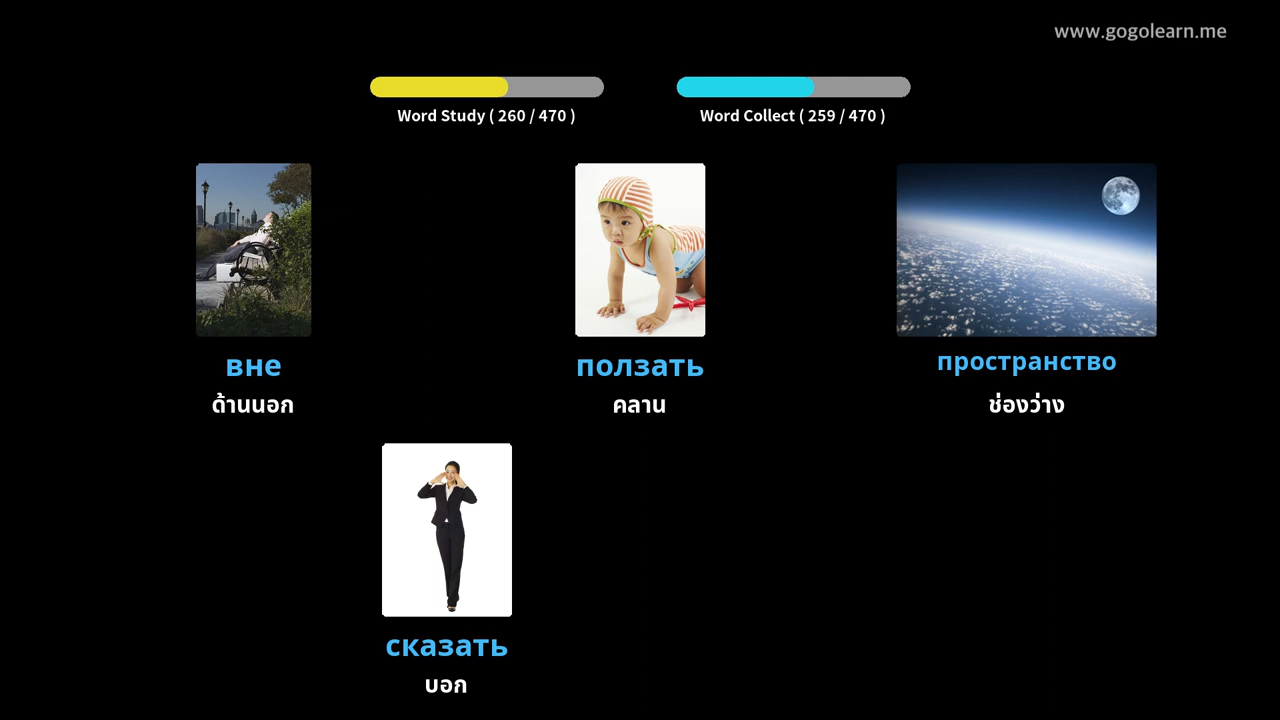 www.gogolearn.me
Word Study ( 260 / 470 )
Word Collect ( 259 / 470 )
вне
ด้านนอก
ползать
คลาน
пространство
ช่องว่าง
сказать
บอก